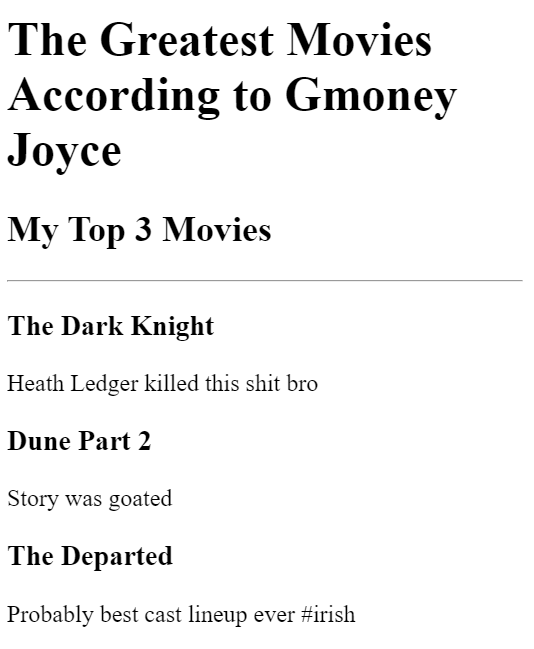 The Greatest Movies
According to Gmoney
Joyce
My Top 3 Movies
The Dark Knight
Heath Ledger killed this shit bro
Dune Part 2
Story was goated
The Departed
Probably best cast lineup ever #irish